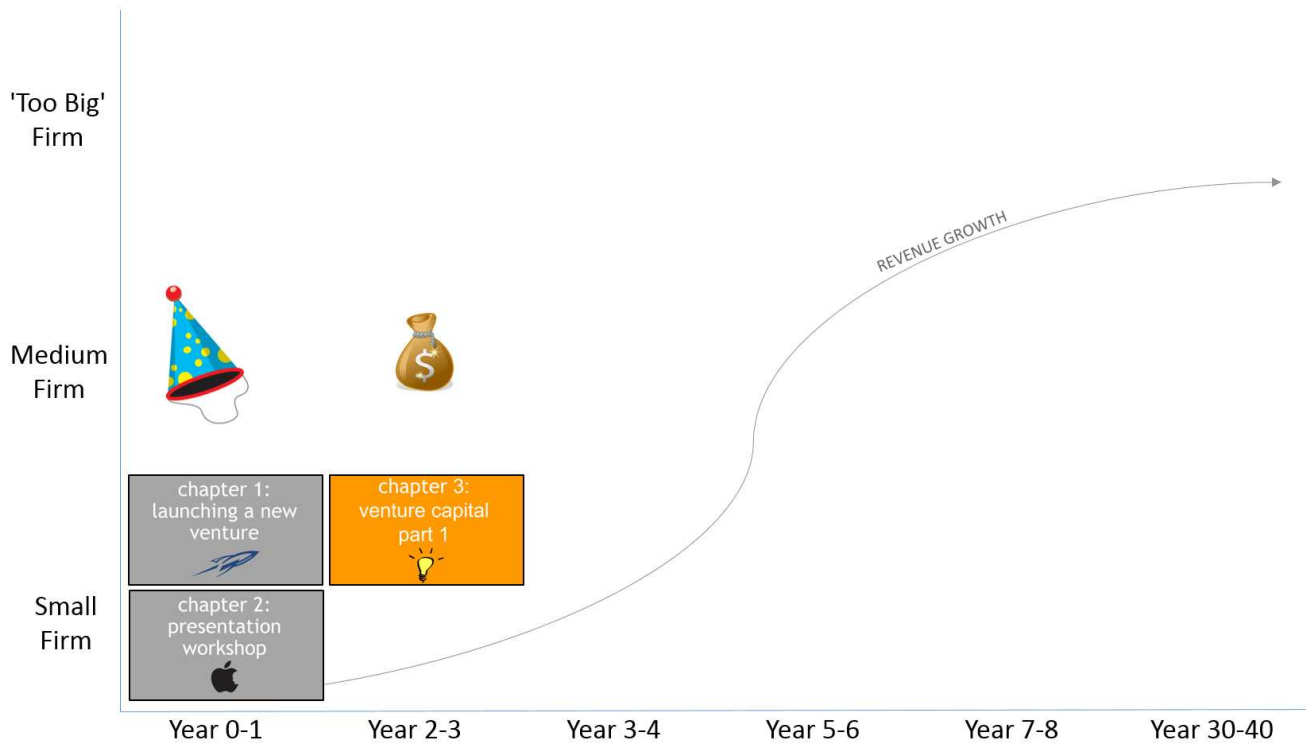 'Too Big'
Firm
REVENUE GROWTH
Medium
Firm
$
chapter 1:
launching a new
venture
chapter 3:
venture capital
part 1
Small
Firm
chapter 2:
presentation
workshop
Year 0-1
Year 2-3
Year 3-4
Year 5-6
Year 7-8
Year 30-40